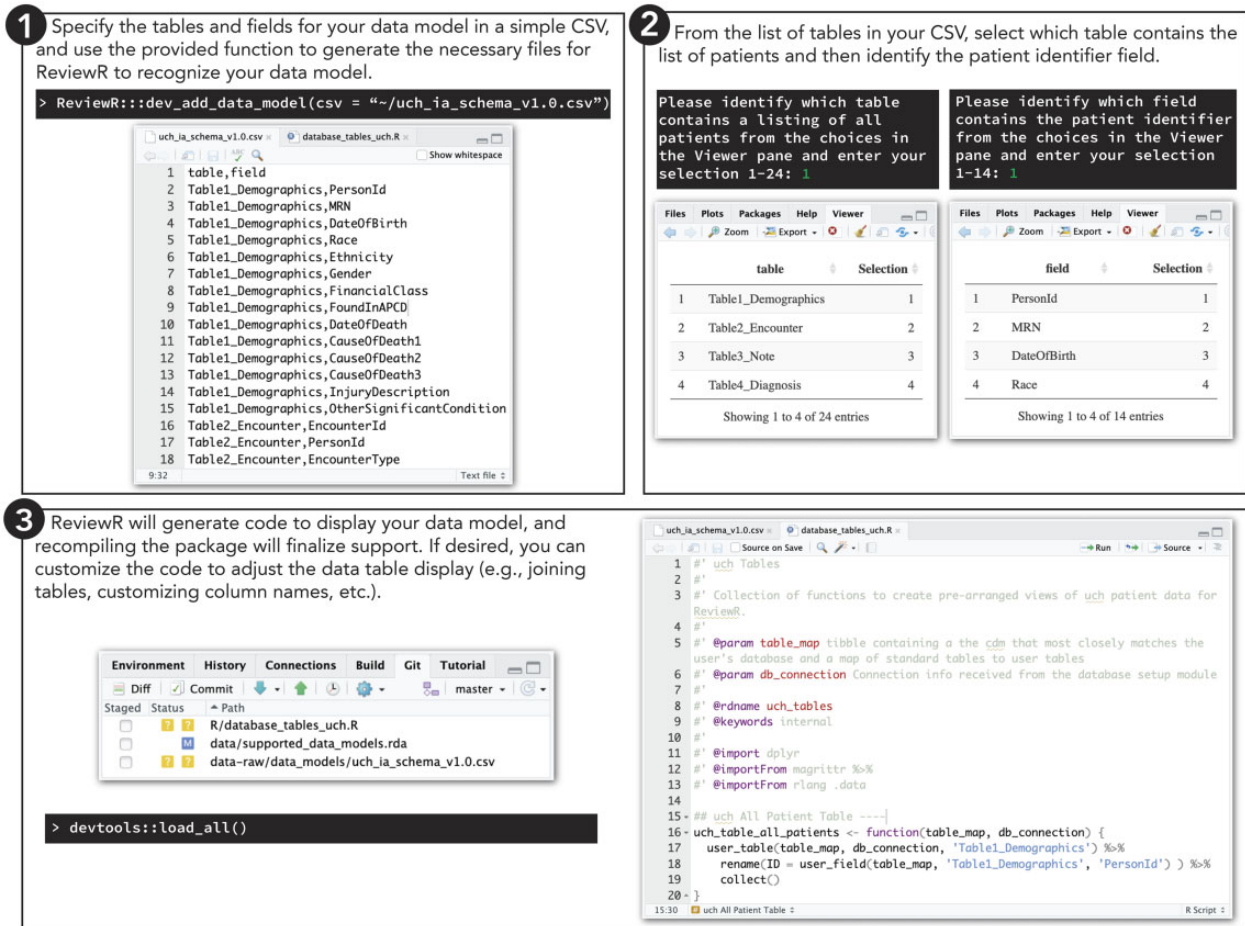 1 Specify the tables and fields for your data model in a simple CSV,
and use the provided function to generate the necessary files for
ReviewR to recognize your data model.
> ReviewR:::dev_add_data_model(csv = “~/uch_ia_schema_v1.0.csv”)
uch_ia_schema_v1.0.csv × database_tables_uch.R ×
ABC Show whitespace
1 table,field
2 Table1_Demographics,PersonId
3 Table1_Demographics,MRN
4 Table1_Demographics,DateOfBirth
5 Table1_Demographics,Race
6 Table1_Demographics,Ethnicity
7 Table1_Demographics,Gender
8 Table1_Demographics,FinancialClass
9 Table1_Demographics,FoundInAPCD
10 Table1_Demographics,DateOfDeath
11 Table1_Demographics,CauseOfDeath1
12 Table1_Demographics,CauseOfDeath2
13 Table1_Demographics,CauseOfDeath3
14 Table1_Demographics,InjuryDescription
15 Table1_Demographics,OtherSignificantCondition
16 Table2_Encounter,EncounterId
17 Table2_Encounter,PersonId
18 Table2_Encounter,EncounterType
9:32 Text file
2 From the list of tables in your CSV, select which table contains the
list of patients and then identify the patient identifier field.
Please identify which table
contains a listing of all
patients from the choices in
the Viewer pane and enter your
selection 1-24: 1
Files Plots Packages Help Viewer
Zoom Export
table Selection
1 Table1_Demographics 1
2 Table2_Encounter 2
3 Table3_Note 3
4 Table4_Diagnosis 4
Showing 1 to 4 of 24 entries
Please identify which field
contains the patient identifier
from the choices in the Viewer
pane and enter your selection
1-14: 1
Files Plots Packages Help Viewer
Zoom Export
field Selection
1 PersonId 1
2 MRN 2
3 DateOfBirth 3
4 Race 4
Showing 1 to 4 of 14 entries
3 ReviewR will generate code to display your data model, and
recompiling the package will finalize support. If desired, you can
customize the code to adjust the data table display (e.g., joining
tables, customizing column names, etc.).
Environment History Connections Build Git Tutorial
Diff Commit master
Staged Status Path
? ? R/database_tables_uch.R
M data/supported_data_models.rda
? ? data-raw/data_models/uch_ia_schema_v1.0.csv
> devtools::load_all()
uch_ia_schema_v1.0.csv × database_tables_uch.R ×
Source on Save Run Source
1 #' uch Tables
2 #'
3 #' Collection of functions to create pre-arranged views of uch patient data for
ReviewR.
4 #'
5 #' @param table_map tibble containing a the cdm that most closely matches the
user's database and a map of standard tables to user tables
6 #' @param db_connection Connection info received from the database setup module
7 #'
8 #' @rdname uch_tables
9 #' @keywords internal
10 #'
11 #' @import dplyr
12 #' @importFrom magrittr %>%
13 #' @importFrom rlang .data
14
15 ## uch All Patient Table ----
16 uch_table_all_patients <- function(table_map, db_connection) {
17 user_table(table_map, db_connection, 'Table1_Demographics') %>%
18 rename(ID = user_field(table_map, 'Table1_Demographics', 'PersonId') ) %>%
19 collect()
20 }
15:30 uch All Patient Table R Script